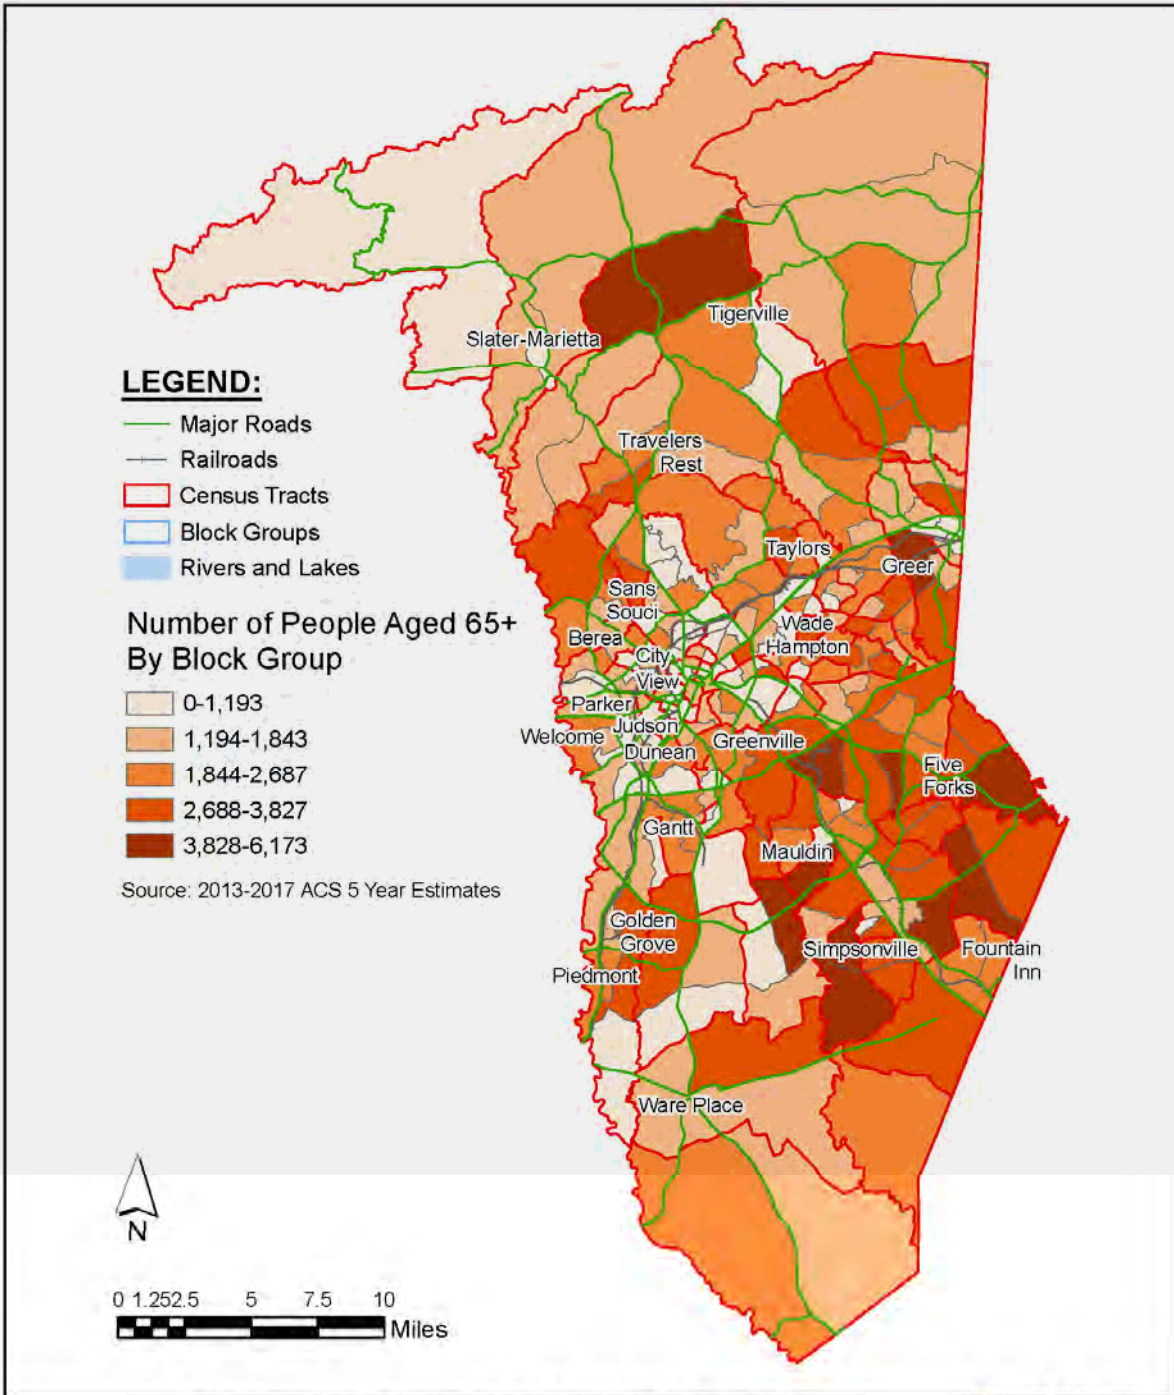 Tigerville
Slater-Marietta
LEGEND:
Major Roads
Railroads
Census Tracts
Block Groups
Rivers and Lakes
Number of People Aged 65+
By Block Group
0-1,193
1,194-1,843
1,844-2,687
2,688-3,827
3,828-6,173
Source: 2013-2017 ACS 5 Year Estimates
Travelers
Rest
Taylors
Greer
Sans
Souci
Wade
Hampton
Berea
City
View
Parker
Judson
Welcome
Dunean
Greenville
Five
Forks
Gantt
Mauldin
Golden
Grove
Simpsonville
Fountain
Inn
Piedmont
Ware Place
N
0 1.252.5 5 7.5 10
Miles